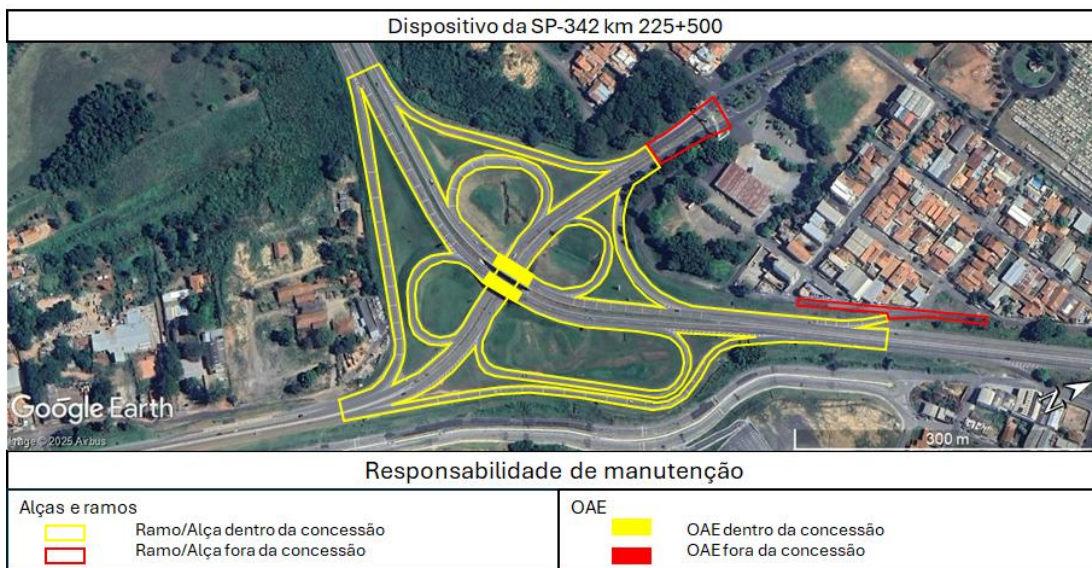 Dispositivo da SP-342 km 225+500
Google Earth
Image © 2025 Airbus
N
300 m
Responsabilidade de manutenção
Alças e ramos
Ramo/Alça dentro da concessão
Ramo/Alça fora da concessão
OAE
OAE dentro da concessão
OAE fora da concessão